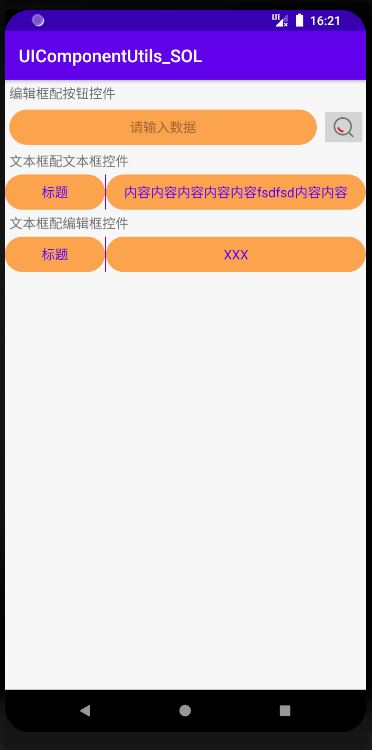 LTE 16:21
UIComponentUtils_SOL
编辑框配按钮控件
请输入数据
文本框配文本框控件
标题 内容内容内容内容内容fsdfsd内容内容
文本框配编辑框控件
标题 XXX